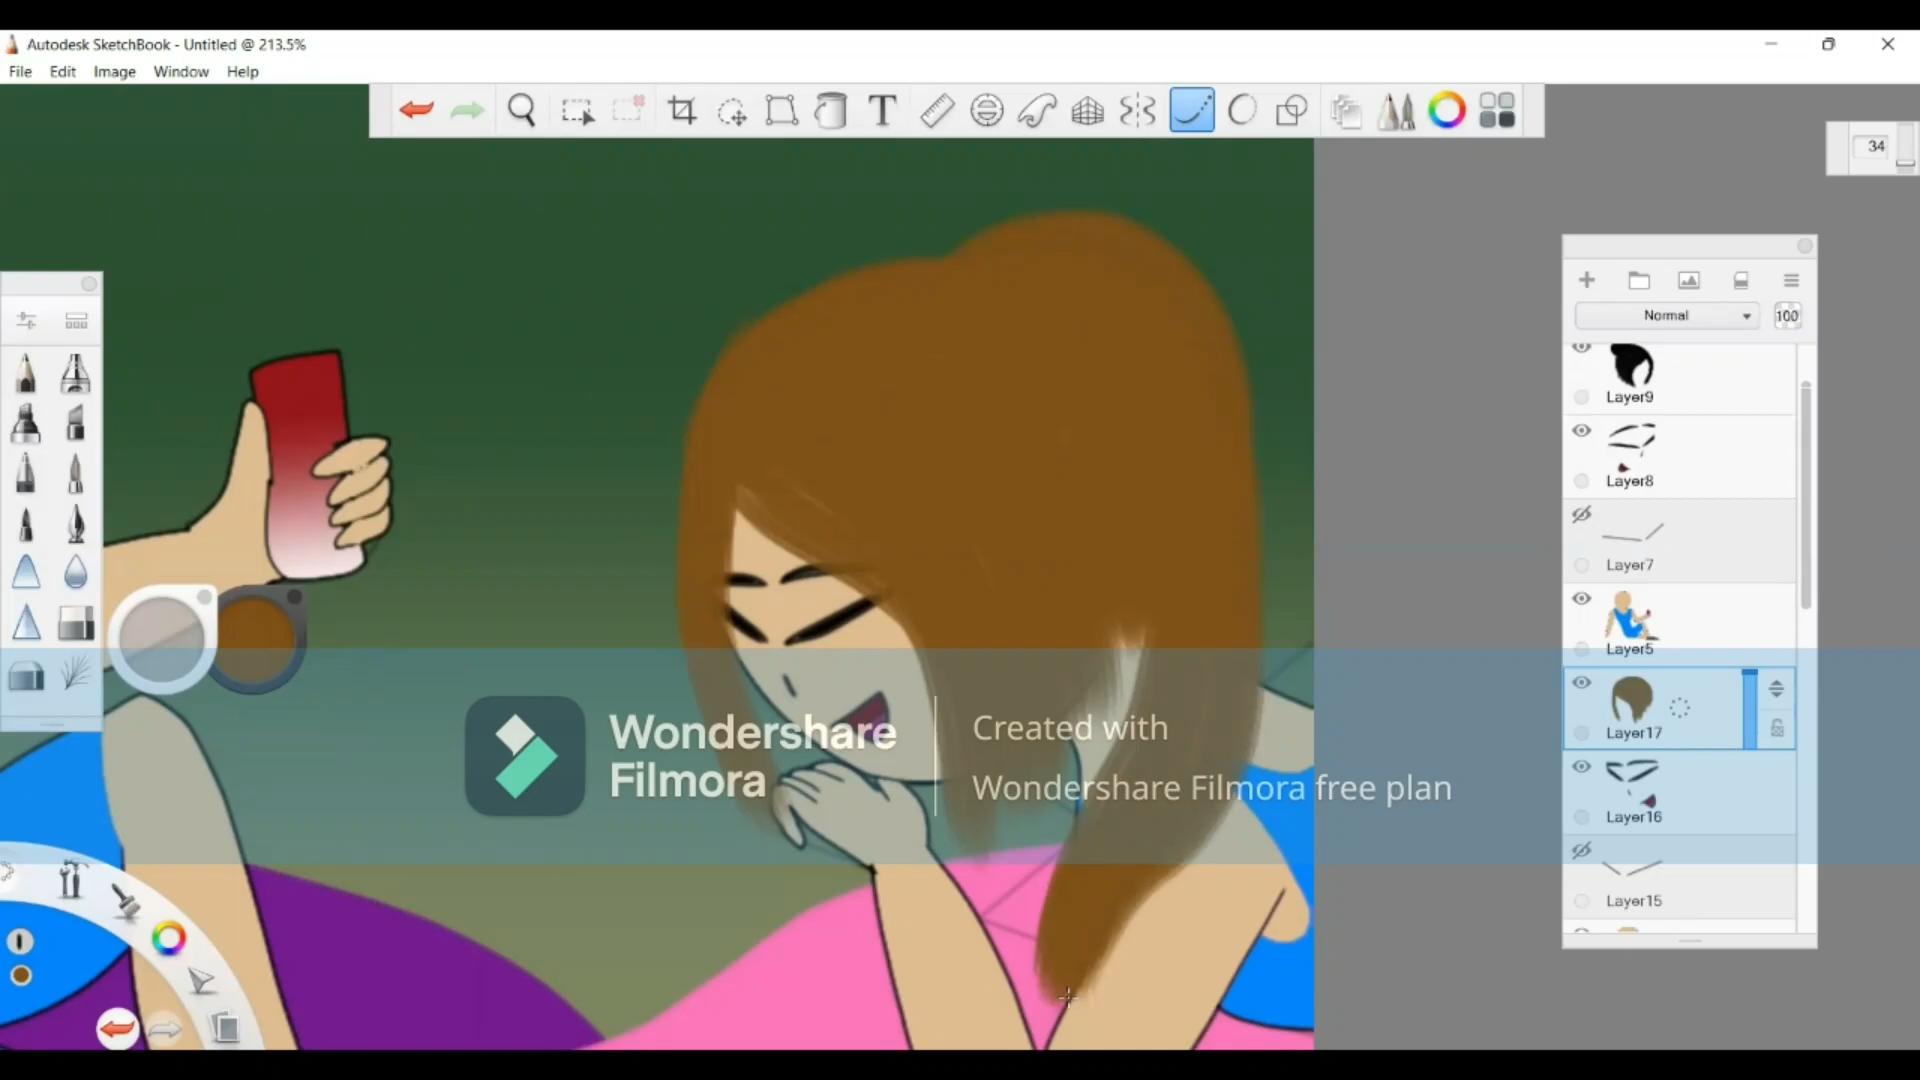 Autodesk SketchBook - Untitled @ 213.5%
File Edit Image Window Help
T
34
Normal 100
Layer9
Layer8
Layer7
Layer5
Layer17
Layer16
Layer15
Wondershare
Filmora
Created with
Wondershare Filmora free plan